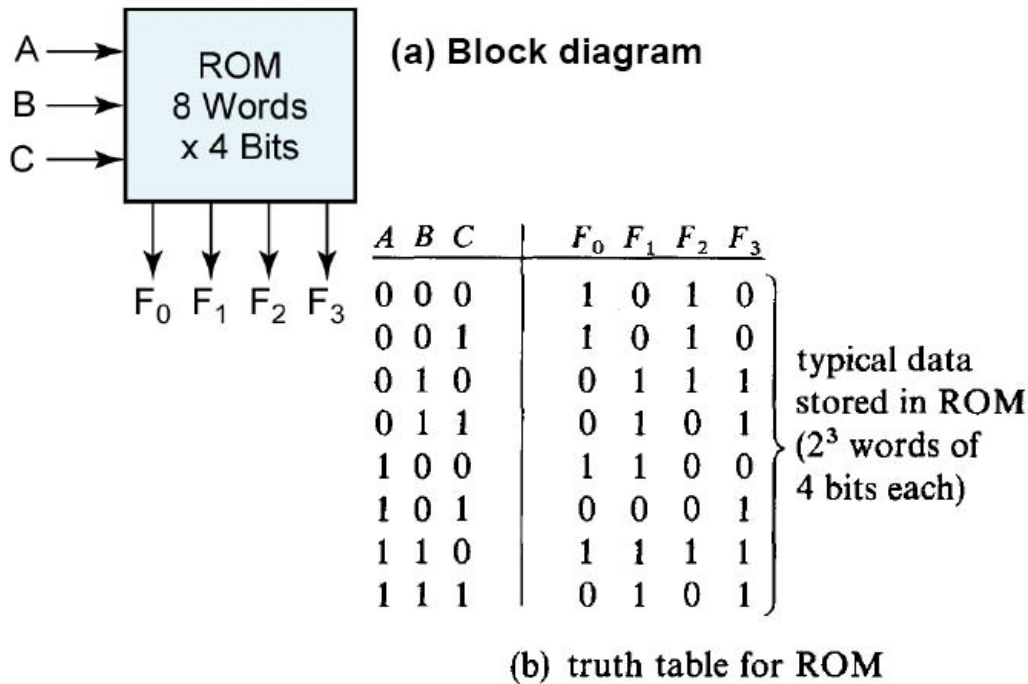 (a) Block diagram
A
B
C
ROM
8 Words
x 4 Bits
F₀ F₁ F₂ F₃
A B C F₀ F₁ F₂ F₃
0 0 0 1 0 1 0
0 0 1 1 0 1 0
0 1 0 0 1 1 1
0 1 1 0 1 0 1
1 0 0 1 1 0 0
1 0 1 0 0 0 1
1 1 0 1 1 1 1
1 1 1 0 1 0 1
typical data
stored in ROM
(2³ words of
4 bits each)
(b) truth table for ROM